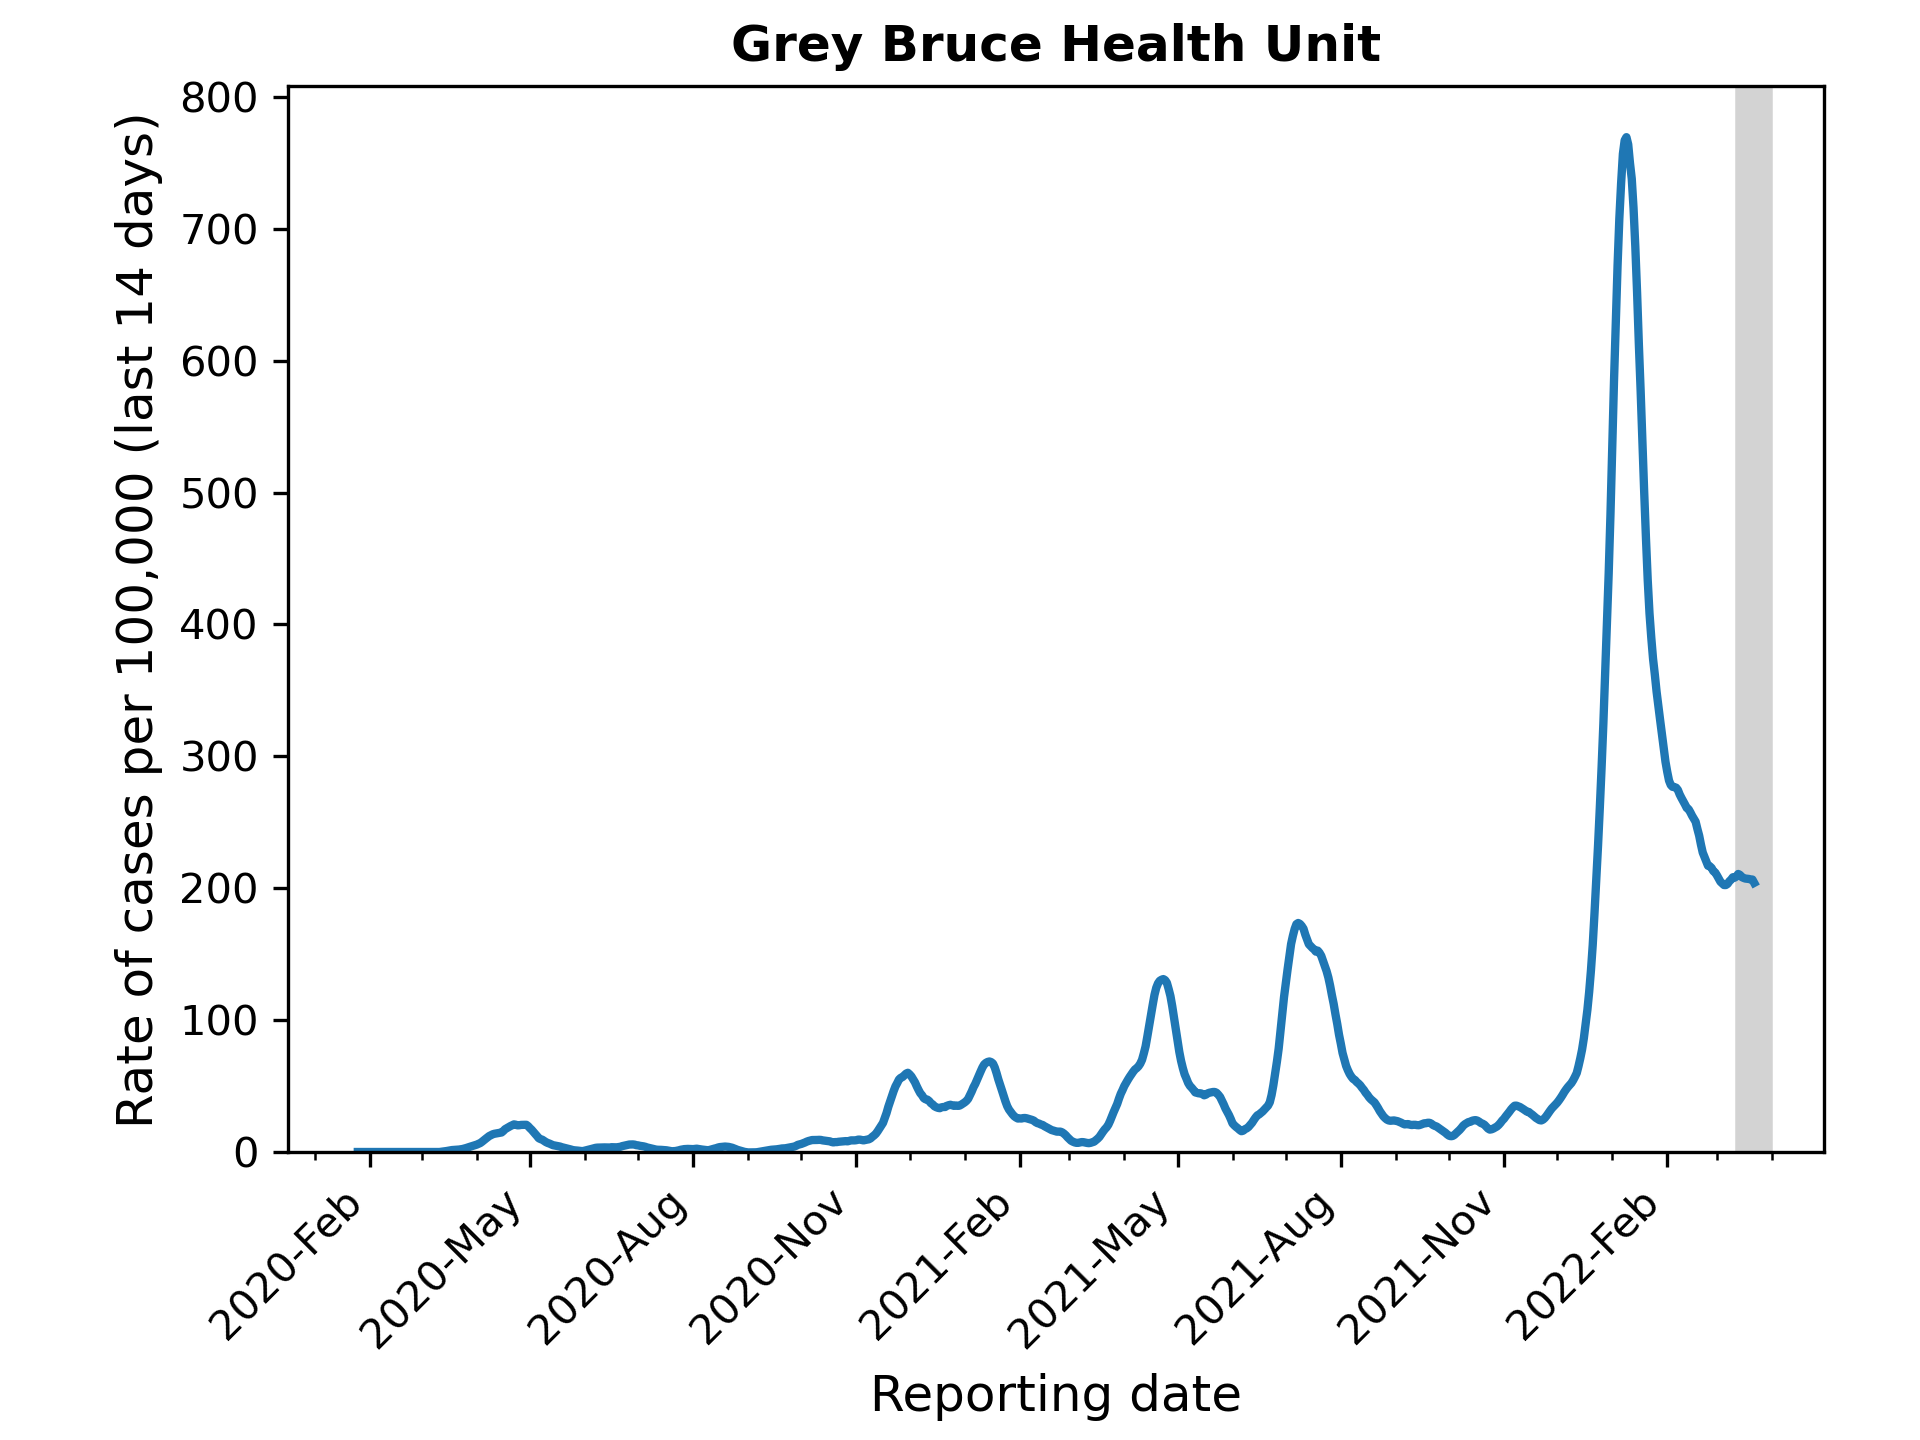 Grey Bruce Health Unit
Rate of cases per 100,000 (last 14 days)
800
700
600
500
400
300
200
100
0
2020-Feb
2020-May
2020-Aug
2020-Nov
2021-Feb
2021-May
2021-Aug
2021-Nov
2022-Feb
Reporting date